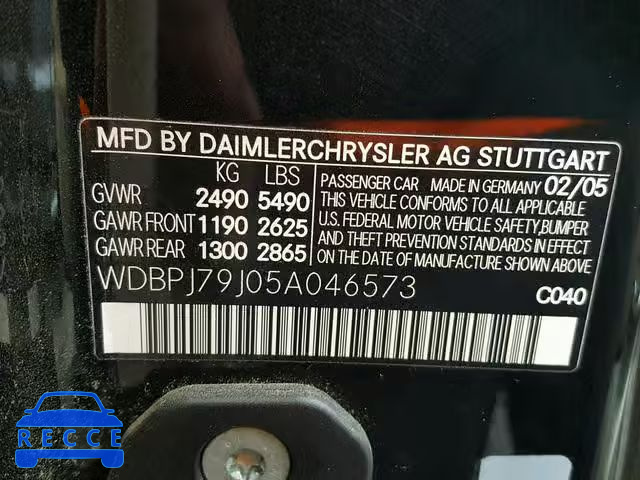 MFD BY DAIMLERCHRYSLER AG STUTTGART
KG LBS
GVWR 2490 5490
GAWR FRONT 1190 2625
GAWR REAR 1300 2865
PASSENGER CAR MADE IN GERMANY 02/05
THIS VEHICLE CONFORMS TO ALL APPLICABLE
U.S. FEDERAL MOTOR VEHICLE SAFETY, BUMPER
AND THEFT PREVENTION STANDARDS IN EFFECT
ON THE DATE OF MANUFACTURE SHOWN ABOVE
WDBPJ79J05A046573
C040
RECCE